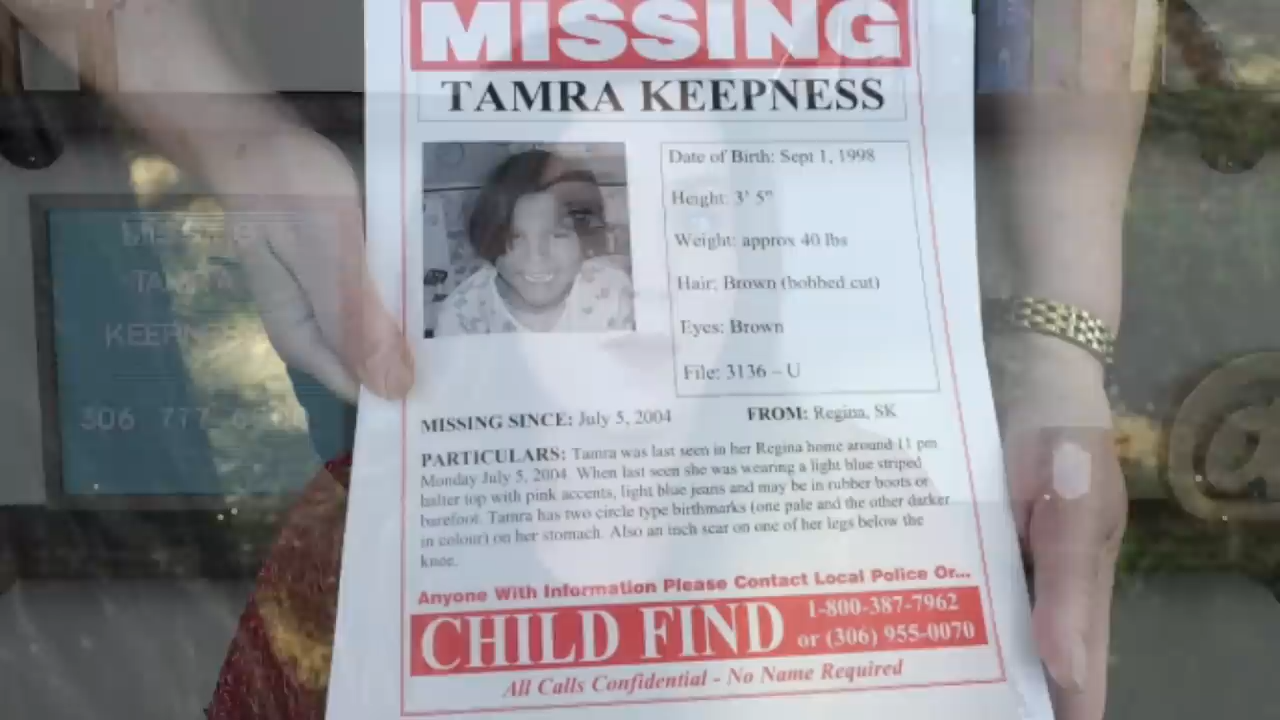 MISSING
TAMRA KEEPNESS
Date of Birth: Sept 1, 1998
Height: 3' 5"
Weight: approx 40 lbs
Hair: Brown (bobbed cut)
Eyes: Brown
File: 3136 – U
MISSING SINCE: July 5, 2004 FROM: Regina, SK
PARTICULARS: Tamra was last seen in her Regina home around 11 pm
Monday July 5, 2004. When last seen she was wearing a light blue striped
halter top with pink accents, light blue jeans and may be in rubber boots or
barefoot. Tamra has two circle type birthmarks (one pale and the other darker
in colour) on her stomach. Also an inch scar on one of her legs below the
knee.
Anyone With Information Please Contact Local Police Or...
CHILD FIND 1-800-387-7962
or (306) 955-0070
All Calls Confidential - No Name Required
306 777
@